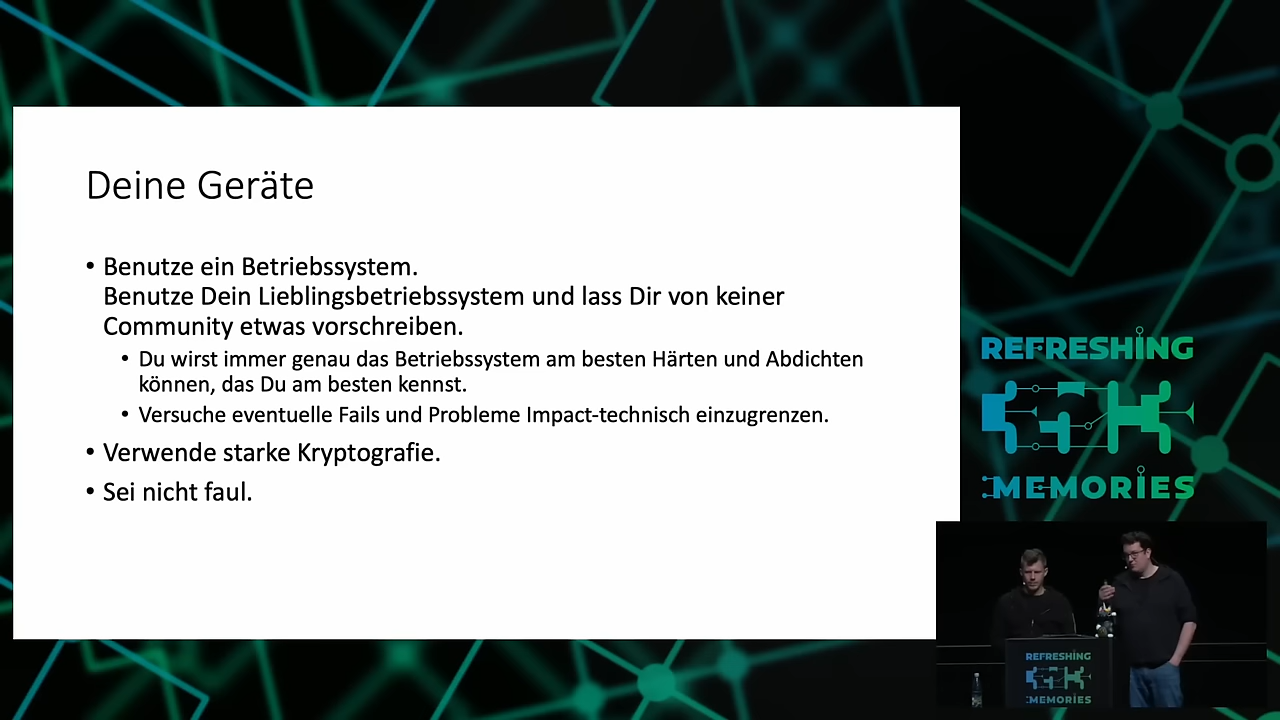 Deine Geräte
• Benutze ein Betriebssystem.
Benutze Dein Lieblingsbetriebssystem und lass Dir von keiner
Community etwas vorschreiben.
• Du wirst immer genau das Betriebssystem am besten Härten und Abdichten
können, das Du am besten kennst.
• Versuche eventuelle Fails und Probleme Impact-technisch einzugrenzen.
• Verwende starke Kryptografie.
• Sei nicht faul.
REFRESHING
GK
MEMORIES
REFRESHING
GK
MEMORIES